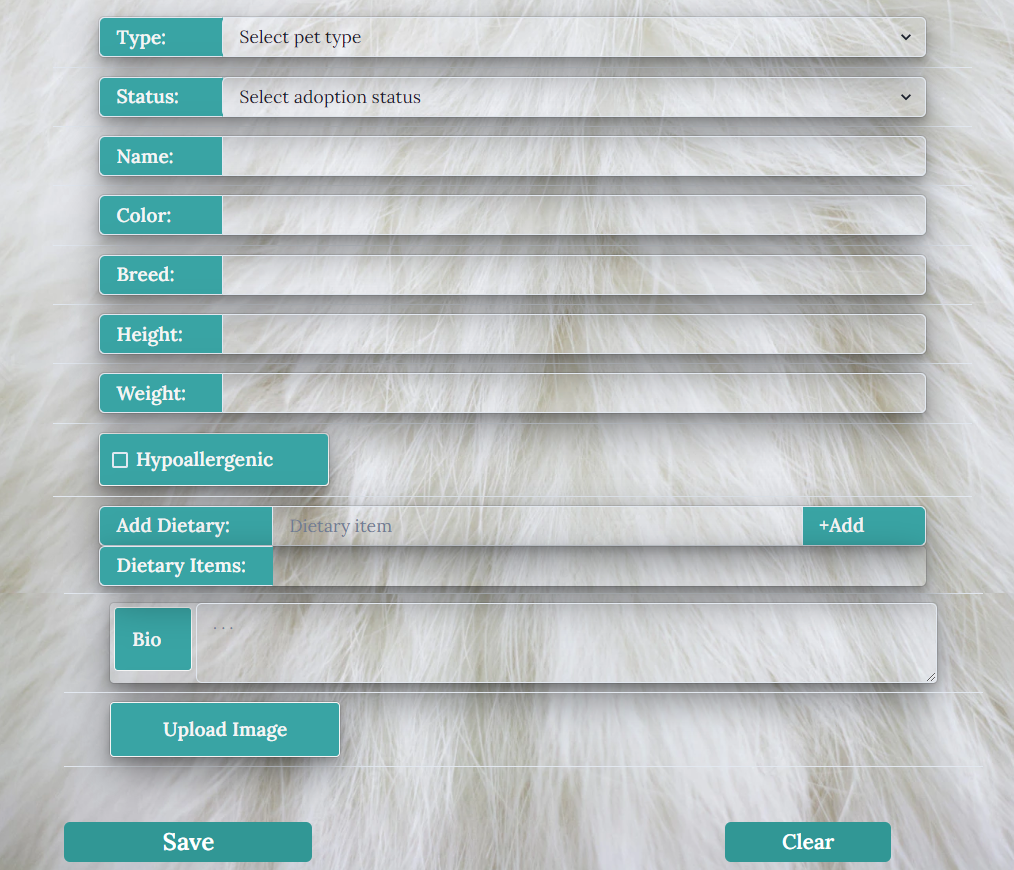 Type: Select pet type
Status: Select adoption status
Name:
Color:
Breed:
Height:
Weight:
Hypoallergenic
Add Dietary: Dietary item +Add
Dietary Items:
Bio ...
Upload Image
Save Clear